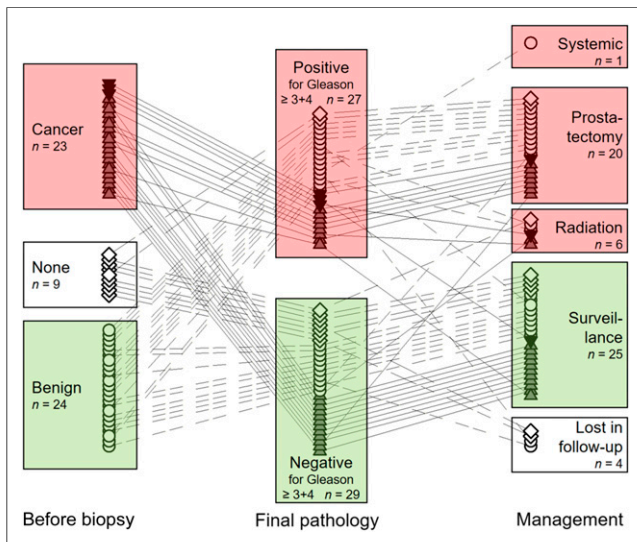 Cancer
n = 23
None
n = 9
Benign
n = 24
Before biopsy
Positive
for Gleason
≥ 3+4 n = 27
Negative
for Gleason
≥ 3+4 n = 29
Final pathology
Systemic
n = 1
Prosta-
tectomy
n = 20
Radiation
n = 6
Surveil-
lance
n = 25
Lost in
follow-up
n = 4
Management